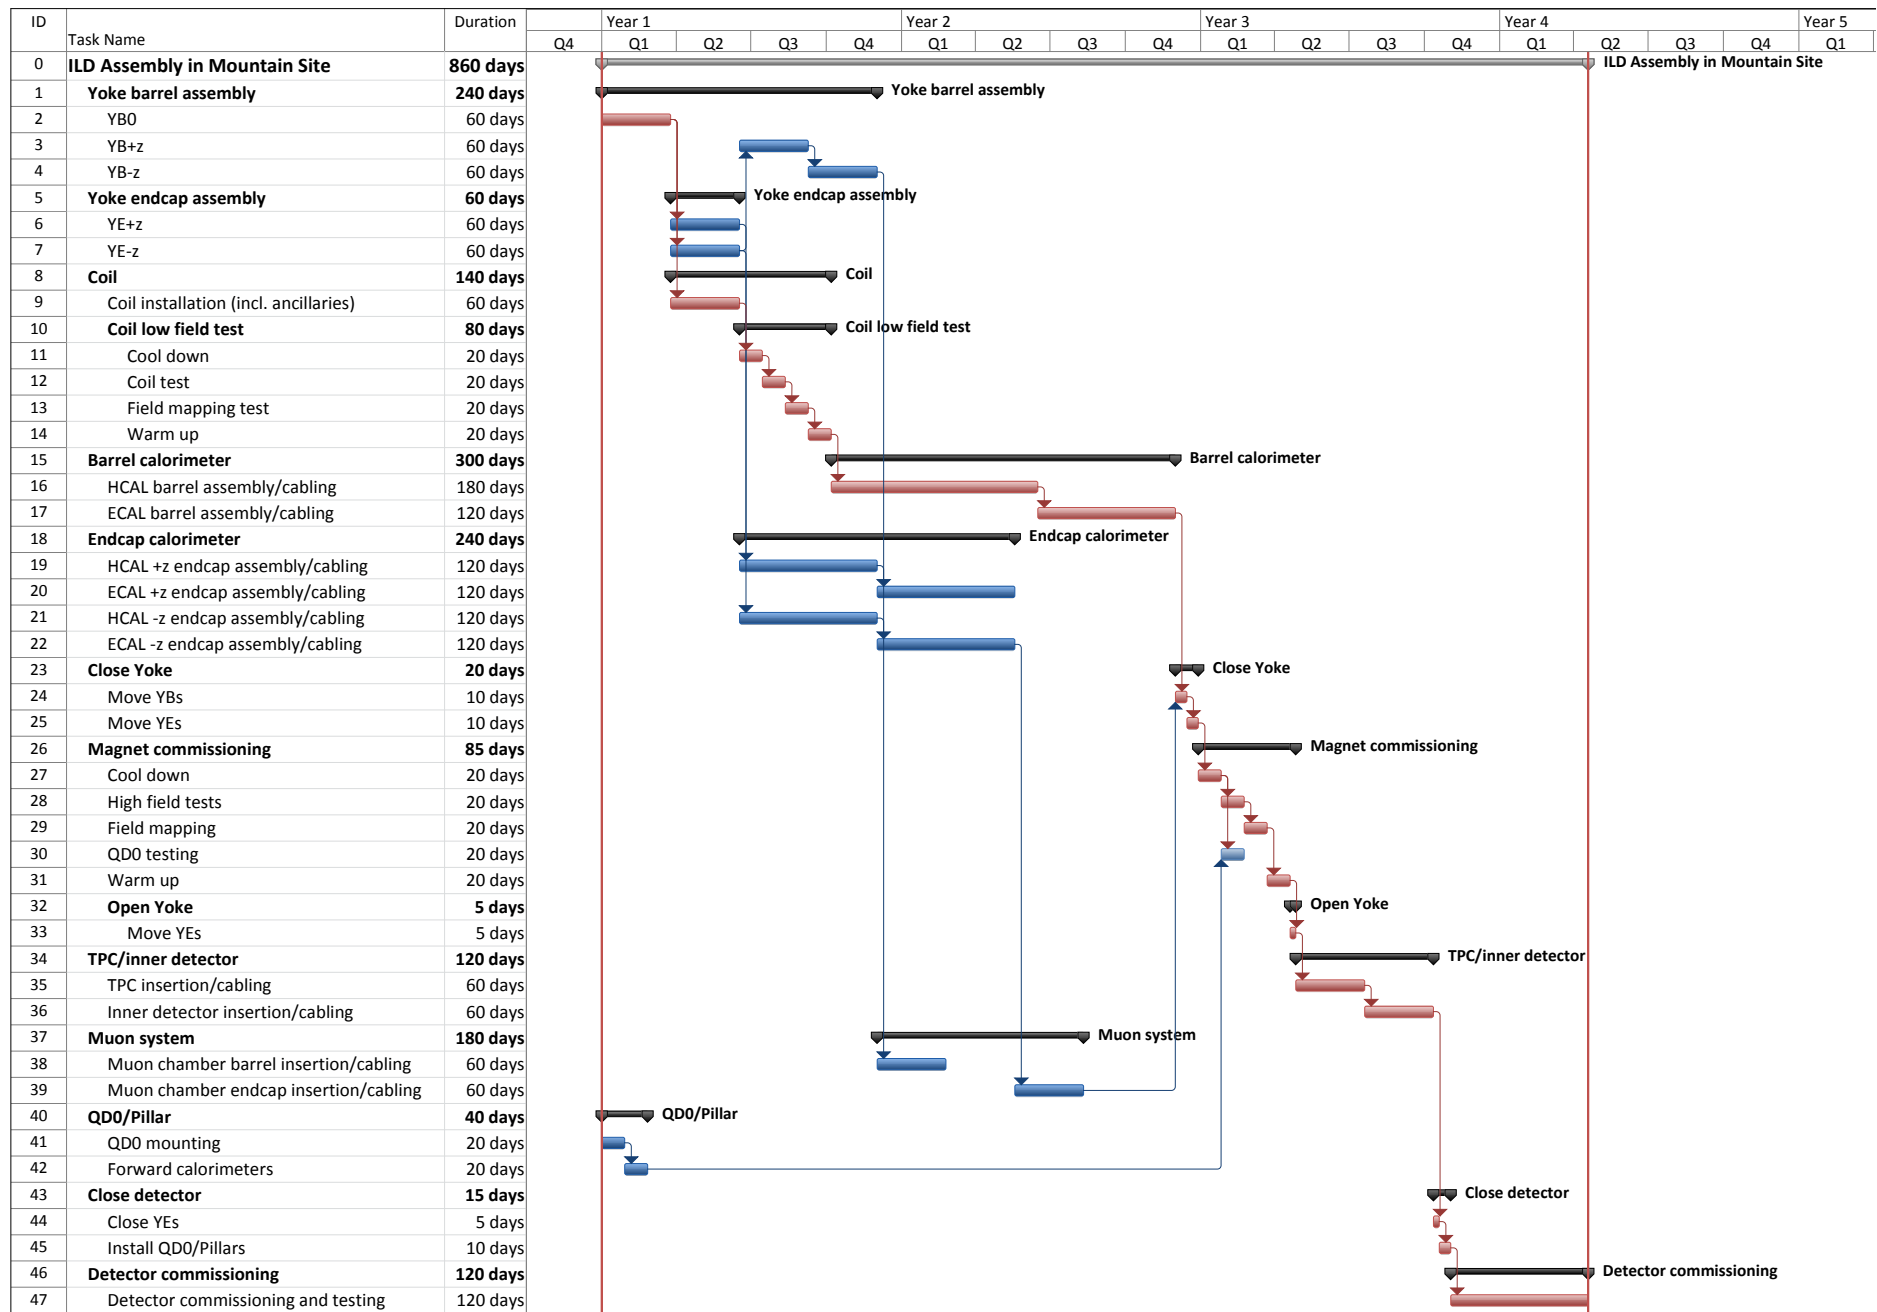 ID Task Name Duration Year 1 Year 2 Year 3 Year 4 Year 5
Q4 Q1 Q2 Q3 Q4 Q1 Q2 Q3 Q4 Q1 Q2 Q3 Q4 Q1 Q2 Q3 Q4 Q1
0 ILD Assembly in Mountain Site 860 days ILD Assembly in Mountain Site
1 Yoke barrel assembly 240 days Yoke barrel assembly
2 YB0 60 days
3 YB+z 60 days
4 YB-z 60 days
5 Yoke endcap assembly 60 days Yoke endcap assembly
6 YE+z 60 days
7 YE-z 60 days
8 Coil 140 days Coil
9 Coil installation (incl. ancillaries) 60 days
10 Coil low field test 80 days Coil low field test
11 Cool down 20 days
12 Coil test 20 days
13 Field mapping test 20 days
14 Warm up 20 days
15 Barrel calorimeter 300 days Barrel calorimeter
16 HCAL barrel assembly/cabling 180 days
17 ECAL barrel assembly/cabling 120 days
18 Endcap calorimeter 240 days Endcap calorimeter
19 HCAL +z endcap assembly/cabling 120 days
20 ECAL +z endcap assembly/cabling 120 days
21 HCAL -z endcap assembly/cabling 120 days
22 ECAL -z endcap assembly/cabling 120 days
23 Close Yoke 20 days Close Yoke
24 Move YBs 10 days
25 Move YEs 10 days
26 Magnet commissioning 85 days Magnet commissioning
27 Cool down 20 days
28 High field tests 20 days
29 Field mapping 20 days
30 QD0 testing 20 days
31 Warm up 20 days
32 Open Yoke 5 days Open Yoke
33 Move YEs 5 days
34 TPC/inner detector 120 days TPC/inner detector
35 TPC insertion/cabling 60 days
36 Inner detector insertion/cabling 60 days
37 Muon system 180 days Muon system
38 Muon chamber barrel insertion/cabling 60 days
39 Muon chamber endcap insertion/cabling 60 days
40 QD0/Pillar 40 days QD0/Pillar
41 QD0 mounting 20 days
42 Forward calorimeters 20 days
43 Close detector 15 days Close detector
44 Close YEs 5 days
45 Install QD0/Pillars 10 days
46 Detector commissioning 120 days Detector commissioning
47 Detector commissioning and testing 120 days